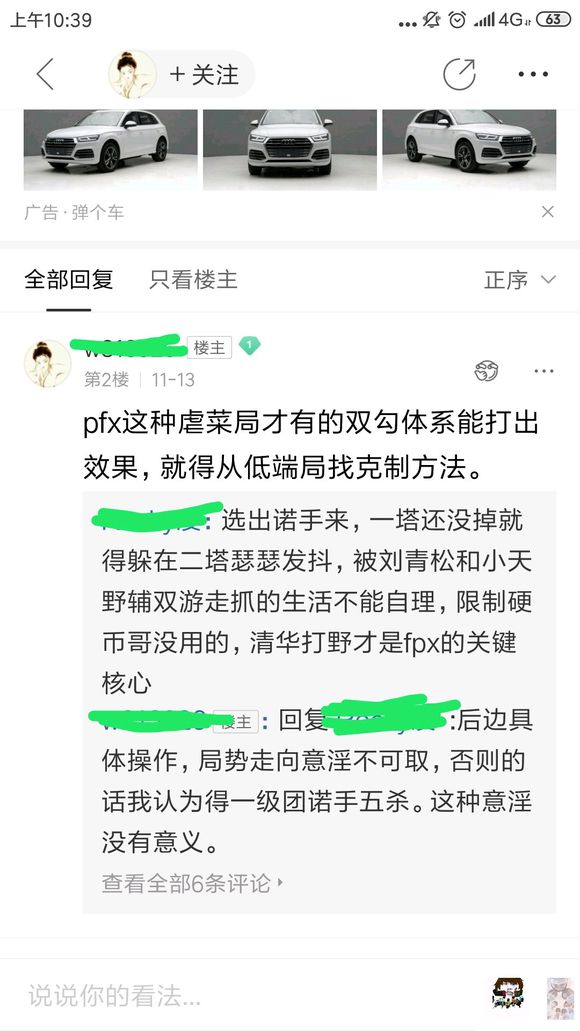 上午10:39
4G
63
+ 关注
广告·弹个车
全部回复
只看楼主
正序
楼主
1
第2楼
11-13
pfx这种虐菜局才有的双勾体系能打出
效果，就得从低端局找克制方法。
：选出诺手来，一塔还没掉就
得躲在二塔瑟瑟发抖，被刘青松和小天
野辅双游走抓的生活不能自理，限制硬
币哥没用的，清华打野才是fpx的关键
核心
楼主：回复 :后边具
体操作，局势走向意淫不可取，否则的
话我认为得一级团诺手五杀。这种意淫
没有意义。
查看全部6条评论
说说你的看法...